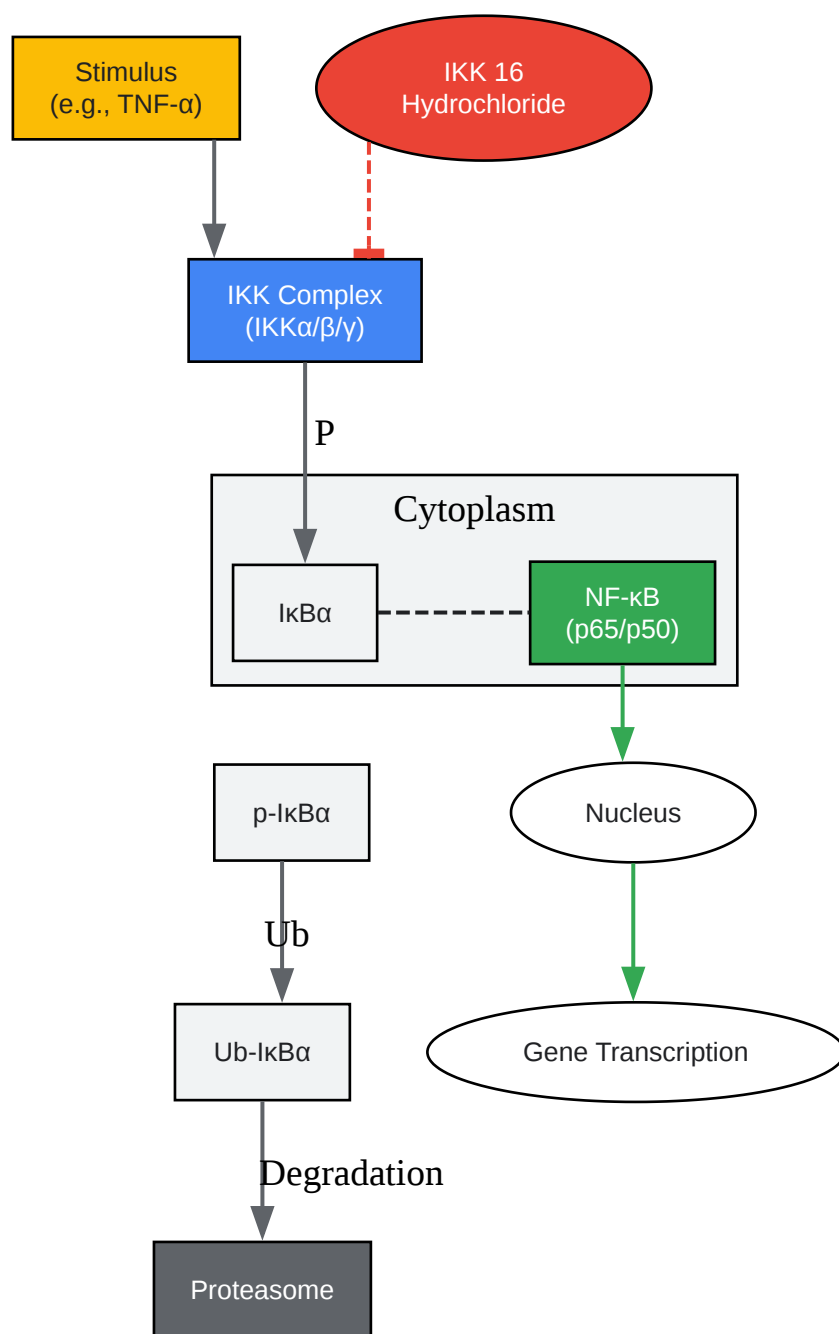 Stimulus
(e.g., TNF-α)
IKK 16
Hydrochloride
IKK Complex
(IKKα/β/γ)
P
Cytoplasm
IκBα
NF-κB
(p65/p50)
p-IκBα
Nucleus
Ub
Ub-IκBα
Gene Transcription
Degradation
Proteasome